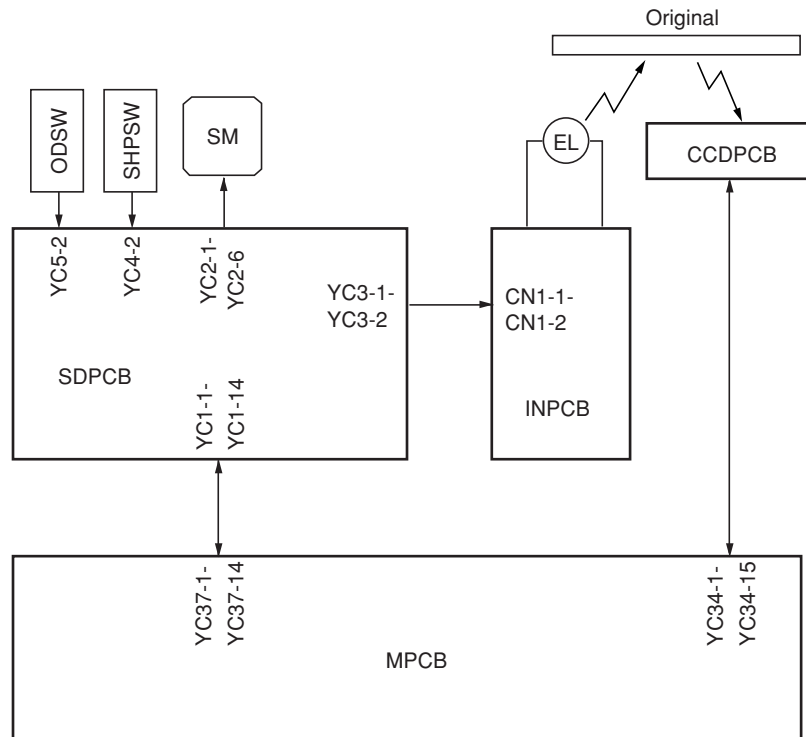 Original
ODSW
SHPSW
SM
EL
CCDPCB
YC5-2
YC4-2
YC2-1-
YC2-6
YC3-1-
YC3-2
CN1-1-
CN1-2
SDPCB
YC1-1-
YC1-14
INPCB
YC37-1-
YC37-14
YC34-1-
YC34-15
MPCB